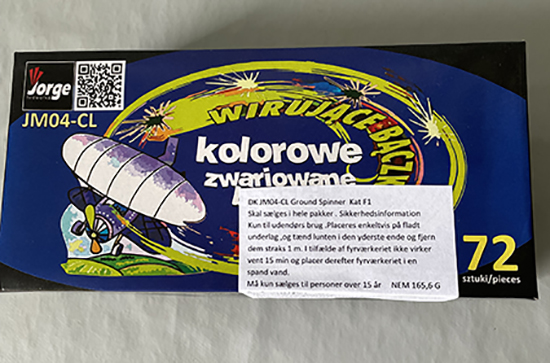 Jorge
JM04-CL
WIRUJĄCE BĄCZK
kolorowe
zwariowane
DK JM04-CL Ground Spinner Kat F1
Skal sælges i hele pakker . Sikkerhedsinformation
Kun til udendørs brug .Placeres enkeltvis på fladt
underlag ,og tænd lunten i den yderste ende og fjern
dem straks 1 m. I tilfælde af fyrværkeriet ikke virker
vent 15 min og placer derefter fyrværkeriet i en
spand vand.
Må kun sælges til personer over 15 år NEM 165,6 G
72
sztuki/pieces